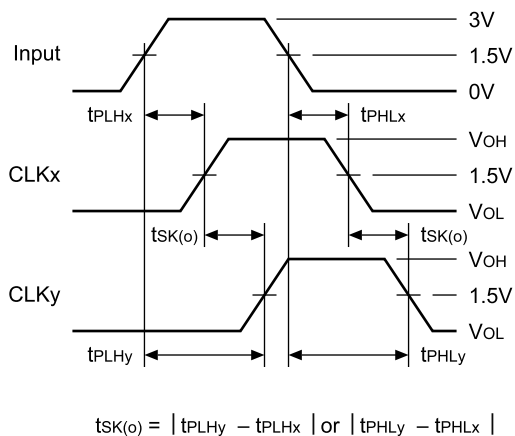 3V
Input
1.5V
0V
tPLHx
tPHLx
VOH
CLKx
1.5V
VOL
tSK(o)
tSK(o)
VOH
CLKy
1.5V
VOL
tPLHy
tPHLy
tSK(o) = | tPLHy – tPLHx | or | tPHLy – tPHLx |